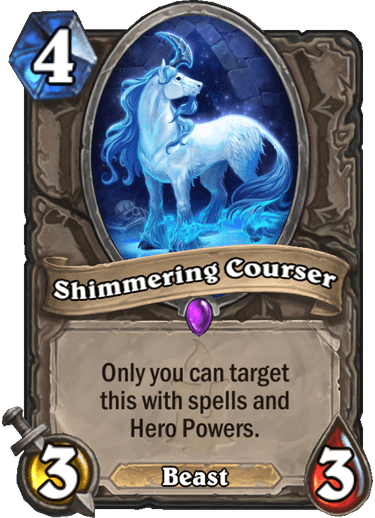 4
Shimmering Courser
Only you can target
this with spells and
Hero Powers.
3
Beast
3